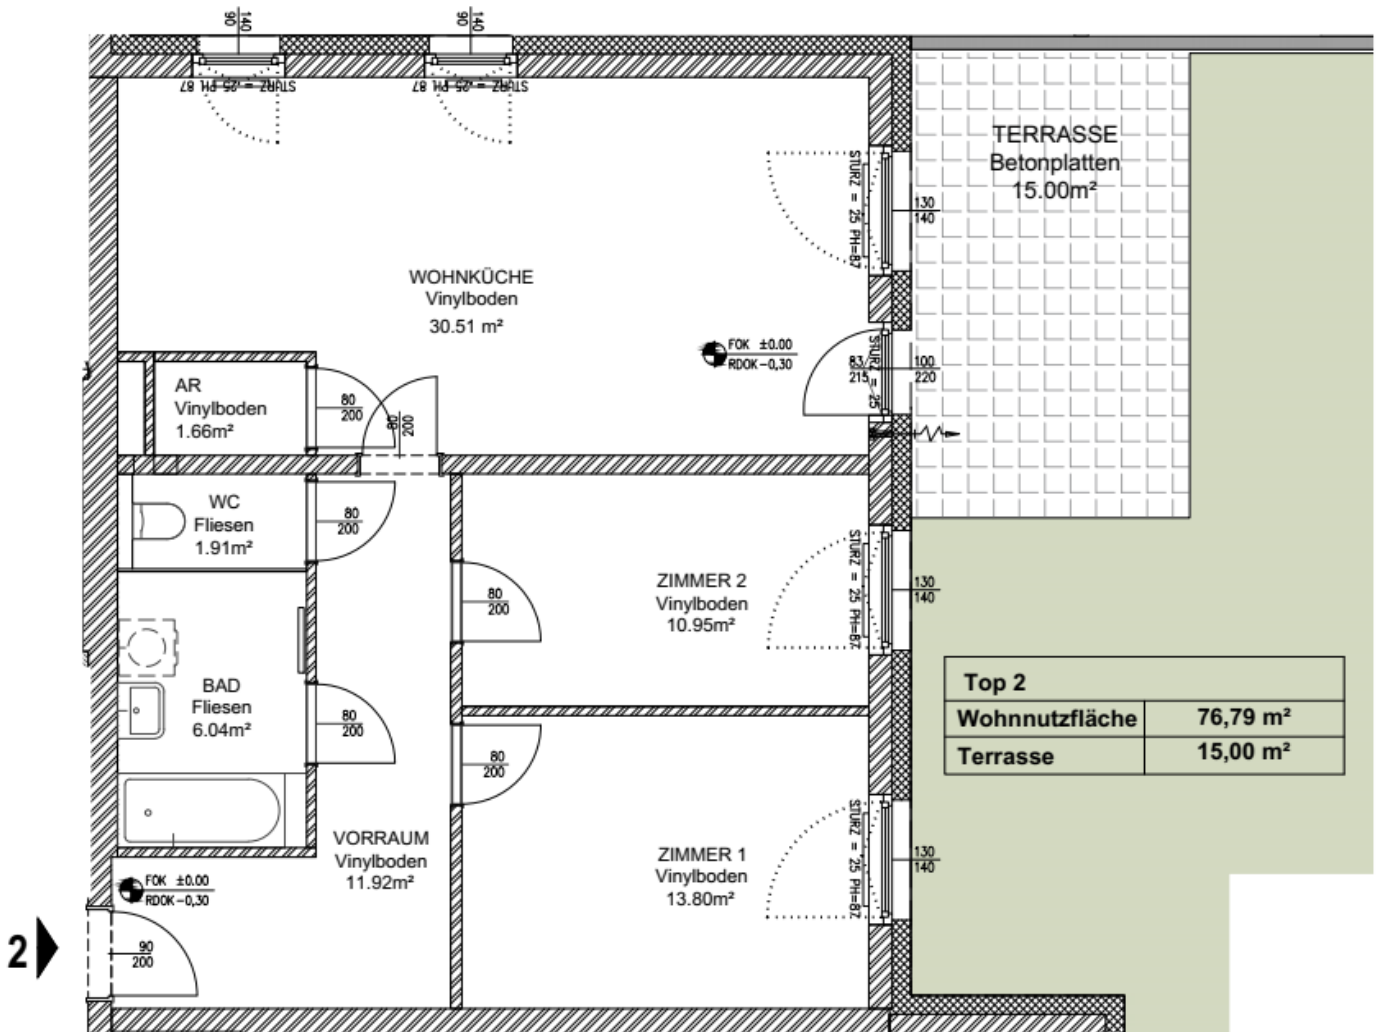 90
140
90
140
STURZ = 25 PH 87
STURZ = 25 PH 87
TERRASSE
Betonplatten
15.00m²
STURZ = 25 PH=87
130
140
WOHNKÜCHE
Vinylboden
30.51 m²
FOK ±0.00
RDOK-0,30
STURZ = 25
83
215
100
220
AR
Vinylboden
1.66m²
80
200
80
200
WC
Fliesen
1.91m²
80
200
ZIMMER 2
Vinylboden
10.95m²
80
200
STURZ = 25 PH=87
130
140
BAD
Fliesen
6.04m²
80
200
Top 2
Wohnnutzfläche 76,79 m²
Terrasse 15,00 m²
80
200
VORRAUM
Vinylboden
11.92m²
ZIMMER 1
Vinylboden
13.80m²
STURZ = 25 PH=87
130
140
FOK ±0.00
RDOK-0,30
2
90
200